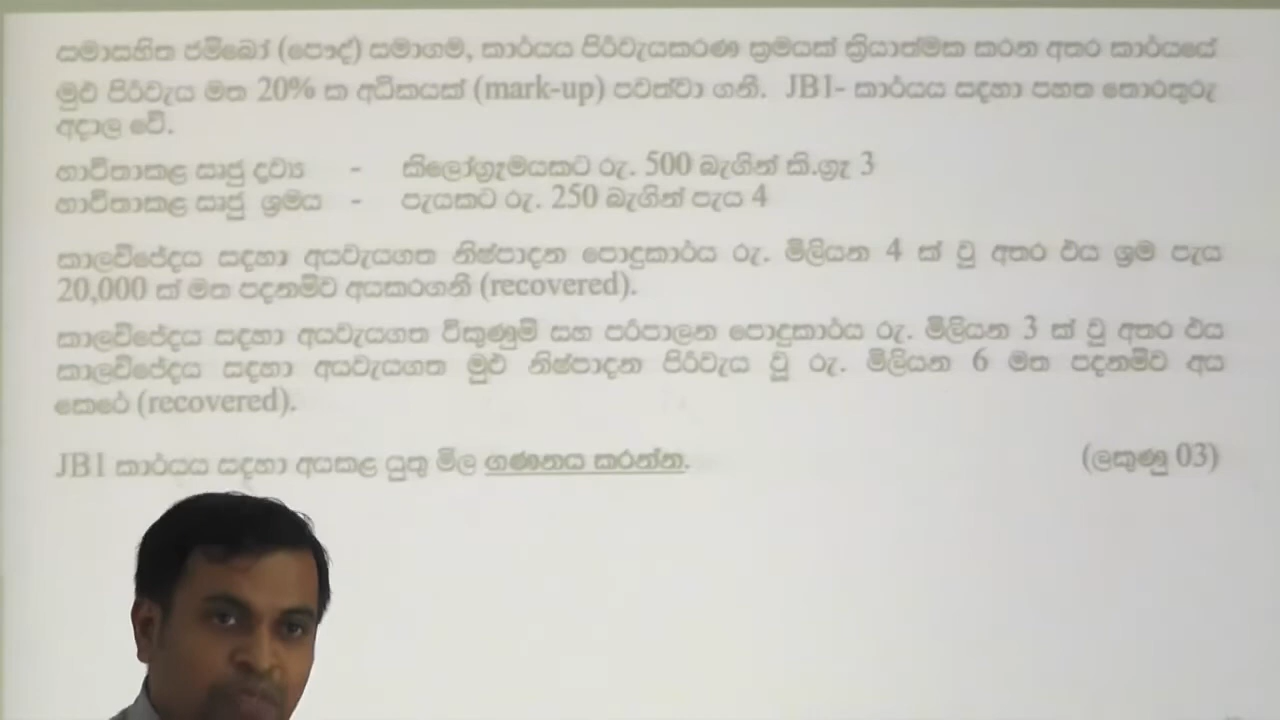 සමාසහිත ජම්බෝ (පෞද්) සමාගම, කාර්යය පිරිවැයකරණ ක්‍රමයක් ක්‍රියාත්මක කරන අතර කාර්යයේ
මුළු පිරිවැය මත 20% ක අධිකයක් (mark-up) පවත්වා ගනී. JB1- කාර්යය සඳහා පහත තොරතුරු
අදාල වේ.
භාවිතාකළ සෘජු ද්‍රව්‍ය - කිලෝග්‍රෑමයකට රු. 500 බැගින් කි.ග්‍රෑ 3
භාවිතාකළ සෘජු ශ්‍රමය - පැයකට රු. 250 බැගින් පැය 4
කාලච්ඡේදය සඳහා අයවැයගත නිෂ්පාදන පොදුකාර්ය රු. මිලියන 4 ක් වූ අතර එය ශ්‍රම පැය
20,000 ක් මත පදනම්ව අයකරගනී (recovered).
කාලච්ඡේදය සඳහා අයවැයගත විකුණුම් සහ පරිපාලන පොදුකාර්ය රු. මිලියන 3 ක් වූ අතර එය
කාලච්ඡේදය සඳහා අයවැයගත මුළු නිෂ්පාදන පිරිවැය වූ රු. මිලියන 6 මත පදනම්ව අය
කෙරේ (recovered).
JB1 කාර්යය සඳහා අයකළ යුතු මිල ගණනය කරන්න. (ලකුණු 03)